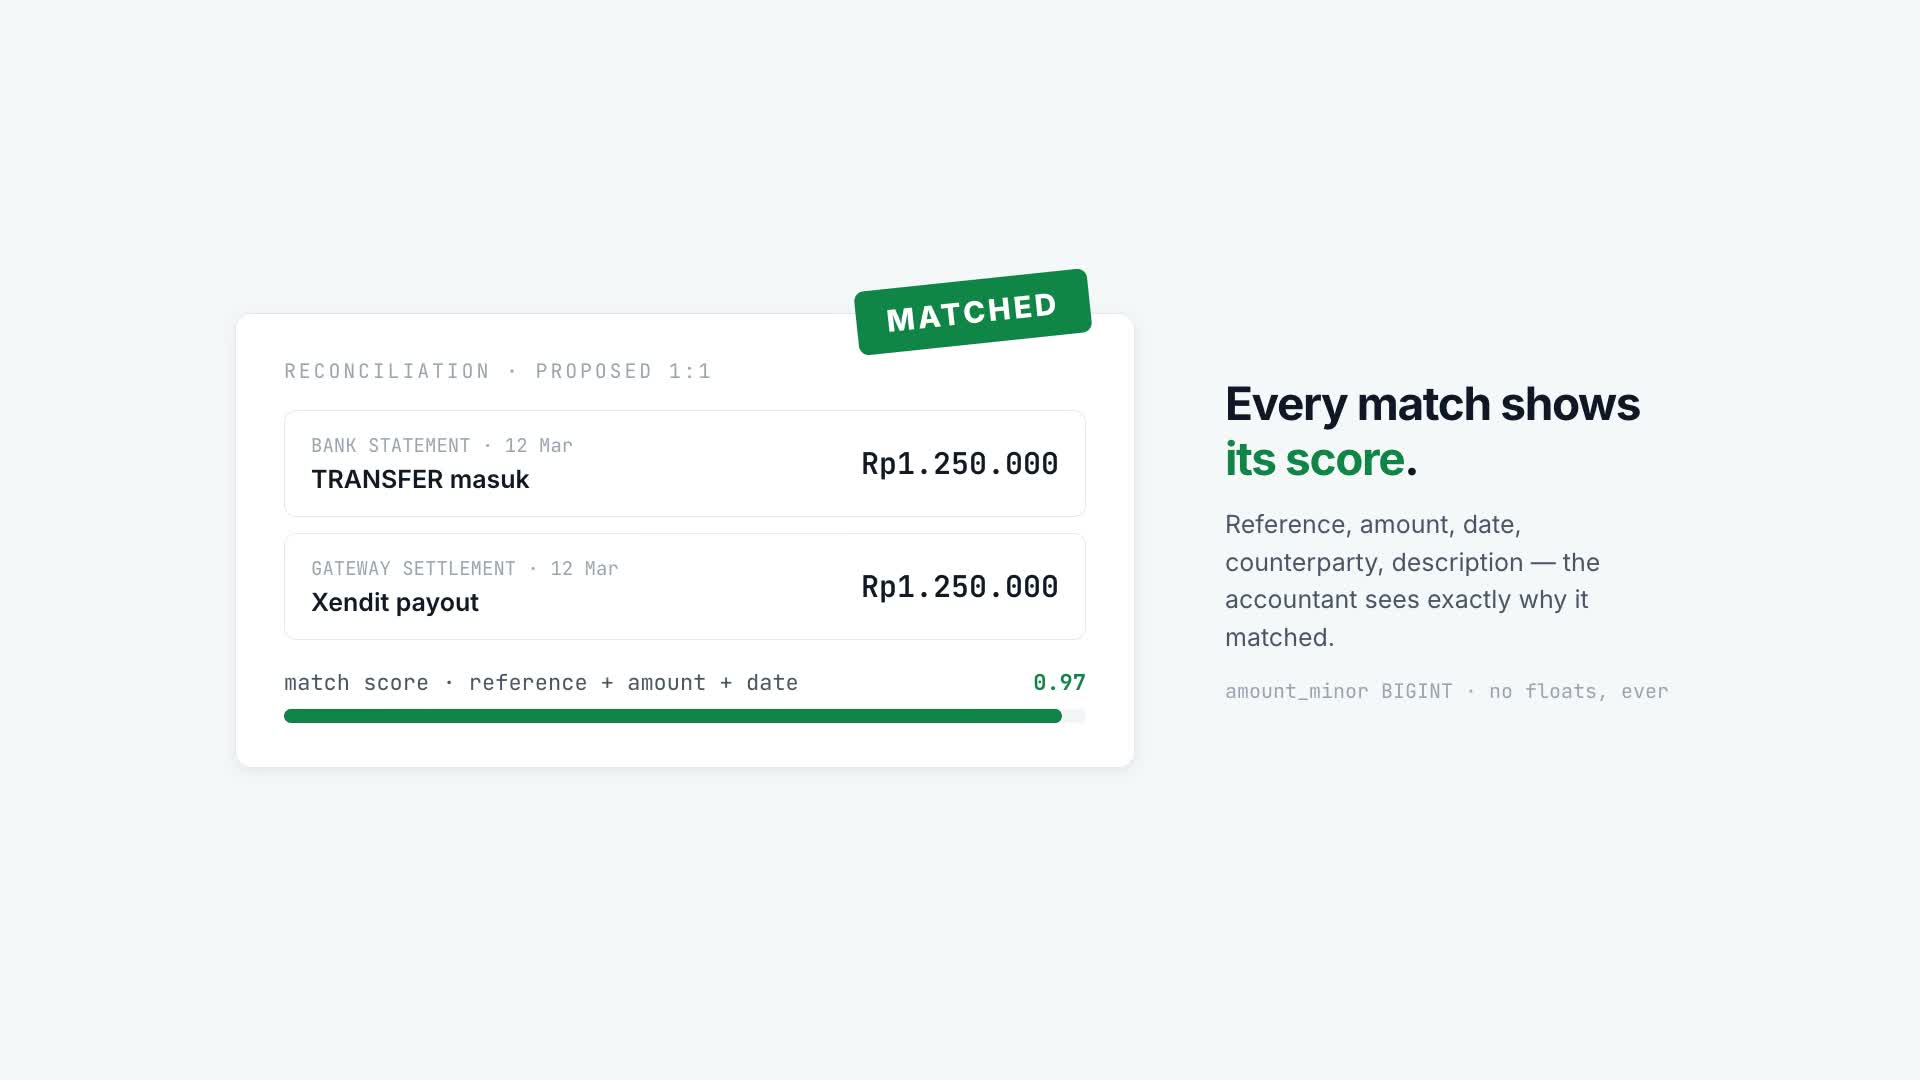 MATCHED
RECONCILIATION · PROPOSED 1:1
BANK STATEMENT · 12 Mar
TRANSFER masuk
Rp1.250.000
GATEWAY SETTLEMENT · 12 Mar
Xendit payout
Rp1.250.000
match score · reference + amount + date
0.97
Every match shows
its score.
Reference, amount, date,
counterparty, description — the
accountant sees exactly why it
matched.
amount_minor BIGINT · no floats, ever